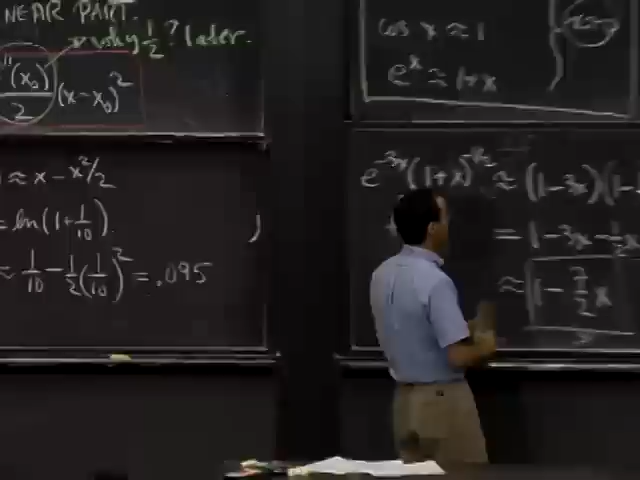 NEAR PART.
why 1/2? later.
"(x₀)/2 (x-x₀)²
≈ x - x²/2
= ln(1+1/10)
≈ 1/10 - 1/2(1/10)² = .095
cos x ≈ 1
eˣ ≈ 1+x
e⁻³ˣ(1+x) ≈ (1-3x)(1-
= 1-3x-½x
≈ 1 - 7/2 x